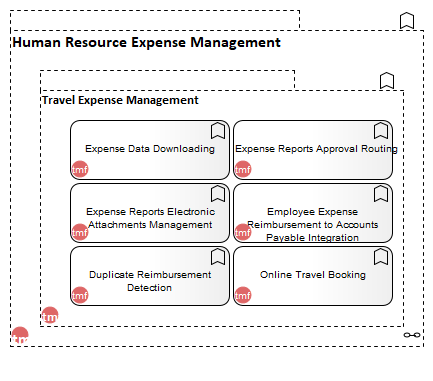 Human Resource Expense Management
Travel Expense Management
Expense Data Downloading
tmf
Expense Reports Approval Routing
tmf
Expense Reports Electronic
Attachments Management
tmf
Employee Expense
Reimbursement to Accounts
Payable Integration
tmf
Duplicate Reimbursement
Detection
tmf
Online Travel Booking
tmf
tm
tm